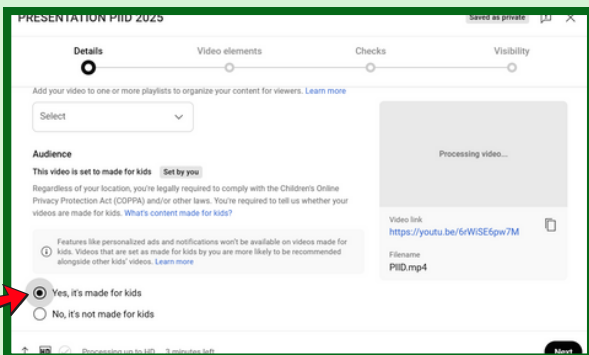 PRESENTATION PIID 2025
Saved as private
Details
Video elements
Checks
Visibility
Add your video to one or more playlists to organize your content for viewers. Learn more
Select
Audience
This video is set to made for kids Set by you
Regardless of your location, you're legally required to comply with the Children's Online
Privacy Protection Act (COPPA) and/or other laws. You're required to tell us whether your
videos are made for kids. What's content made for kids?
Features like personalized ads and notifications won't be available on videos made for
kids. Videos that are set as made for kids by you are more likely to be recommended
alongside other kids' videos. Learn more
Yes, it's made for kids
No, it's not made for kids
Processing video...
Video link
https://youtu.be/6rWiSE6pw7M
Filename
PIID.mp4
HD
Processing up to HD ... 3 minutes left
Next